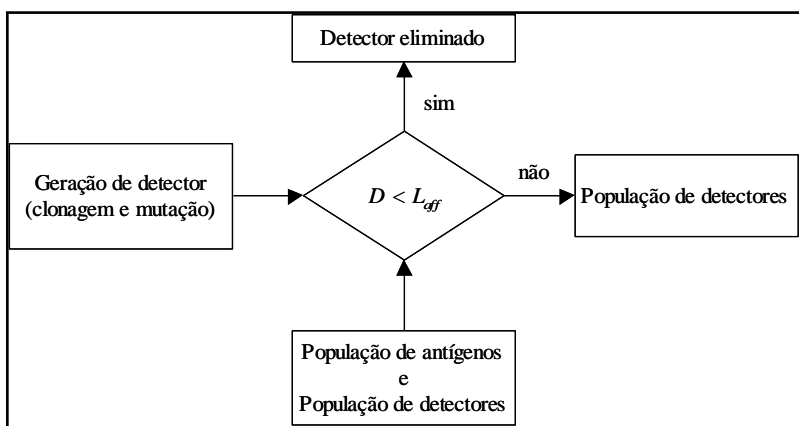 Detector eliminado
sim
Geração de detector
(clonagem e mutação)
D < L_aff
não
População de detectores
População de antígenos
e
População de detectores